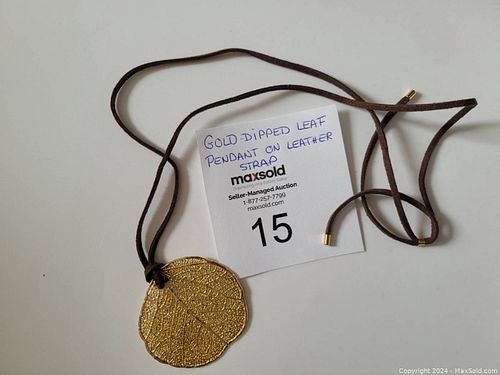 GOLD-DIPPED LEAF
PENDANT ON LEATHER
STRAP
maxsold
Seller-Managed Auction
1-877-257-7799
maxsold.com
15
Copyright 2024 - MaxSold.com